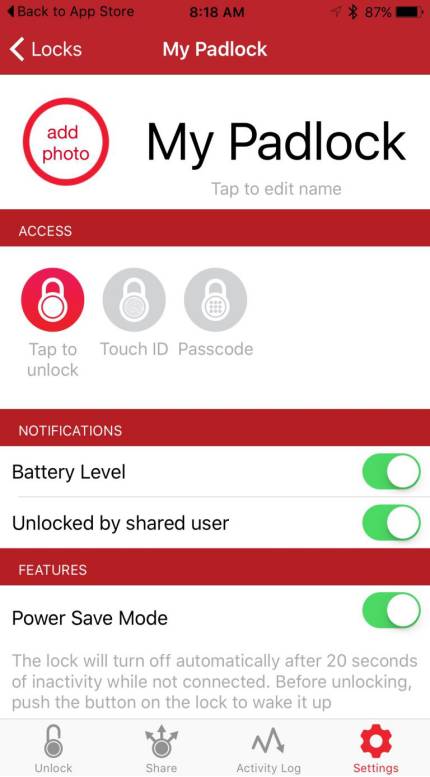 Back to App Store 8:18 AM 87%
Locks My Padlock
add
photo
My Padlock
Tap to edit name
ACCESS
Tap to
unlock
Touch ID
Passcode
NOTIFICATIONS
Battery Level
Unlocked by shared user
FEATURES
Power Save Mode
The lock will turn off automatically after 20 seconds
of inactivity while not connected. Before unlocking,
push the button on the lock to wake it up
Unlock Share Activity Log Settings